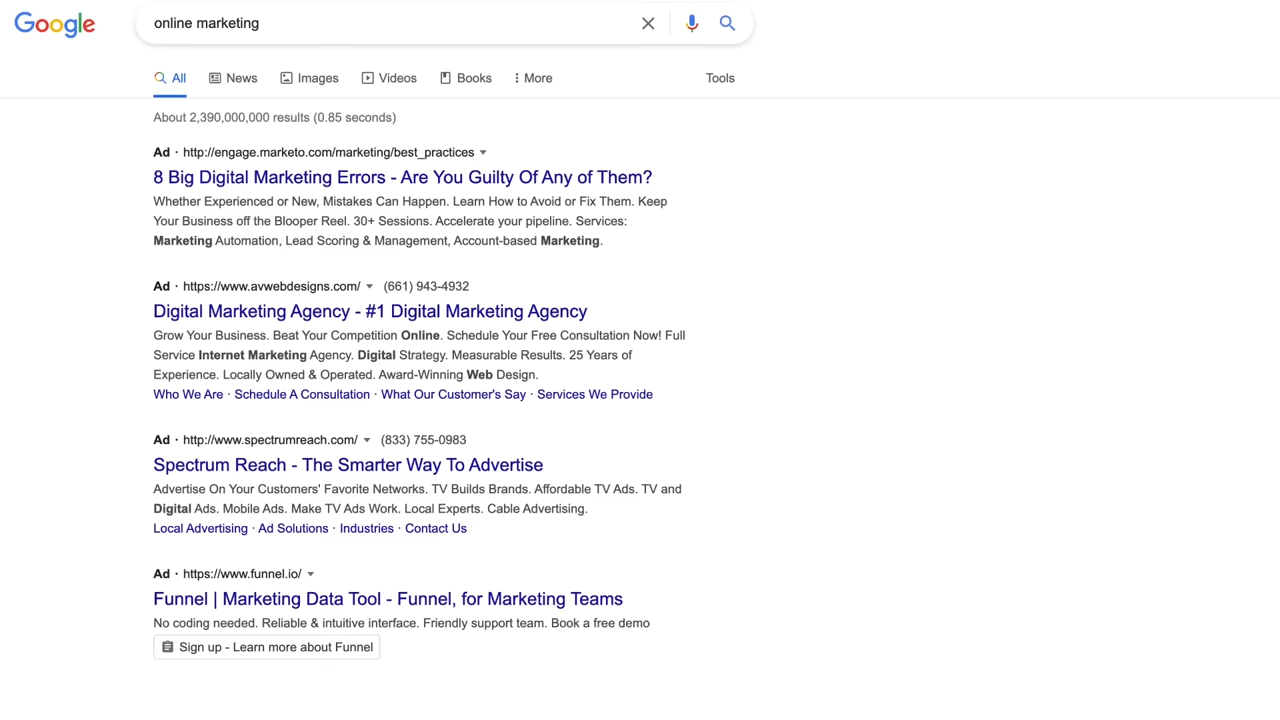 Google
online marketing
All News Images Videos Books More Tools
About 2,390,000,000 results (0.85 seconds)
Ad · http://engage.marketo.com/marketing/best_practices
8 Big Digital Marketing Errors - Are You Guilty Of Any of Them?
Whether Experienced or New, Mistakes Can Happen. Learn How to Avoid or Fix Them. Keep
Your Business off the Blooper Reel. 30+ Sessions. Accelerate your pipeline. Services:
Marketing Automation, Lead Scoring & Management, Account-based Marketing.
Ad · https://www.avwebdesigns.com/ (661) 943-4932
Digital Marketing Agency - #1 Digital Marketing Agency
Grow Your Business. Beat Your Competition Online. Schedule Your Free Consultation Now! Full
Service Internet Marketing Agency. Digital Strategy. Measurable Results. 25 Years of
Experience. Locally Owned & Operated. Award-Winning Web Design.
Who We Are · Schedule A Consultation · What Our Customer's Say · Services We Provide
Ad · http://www.spectrumreach.com/ (833) 755-0983
Spectrum Reach - The Smarter Way To Advertise
Advertise On Your Customers' Favorite Networks. TV Builds Brands. Affordable TV Ads. TV and
Digital Ads. Mobile Ads. Make TV Ads Work. Local Experts. Cable Advertising.
Local Advertising · Ad Solutions · Industries · Contact Us
Ad · https://www.funnel.io/
Funnel | Marketing Data Tool - Funnel, for Marketing Teams
No coding needed. Reliable & intuitive interface. Friendly support team. Book a free demo
Sign up - Learn more about Funnel